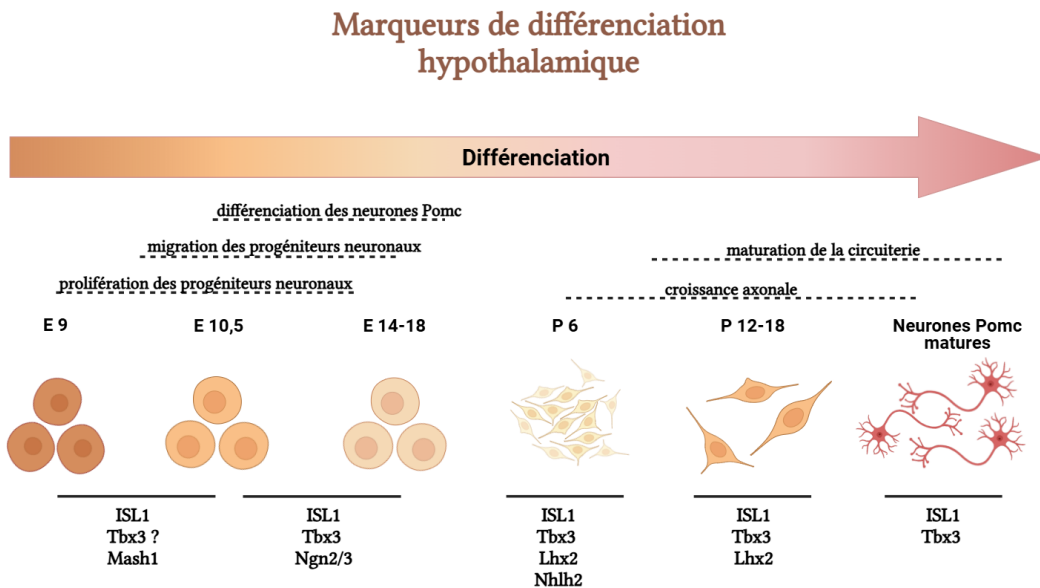 Marqueurs de différenciation
hypothalamique
Différenciation
différenciation des neurones Pomc
migration des progéniteurs neuronaux
prolifération des progéniteurs neuronaux
maturation de la circuiterie
croissance axonale
E 9
E 10,5
E 14-18
P 6
P 12-18
Neurones Pomc
matures
ISL1
Tbx3 ?
Mash1
ISL1
Tbx3
Ngn2/3
ISL1
Tbx3
Lhx2
Nhlh2
ISL1
Tbx3
Lhx2
ISL1
Tbx3